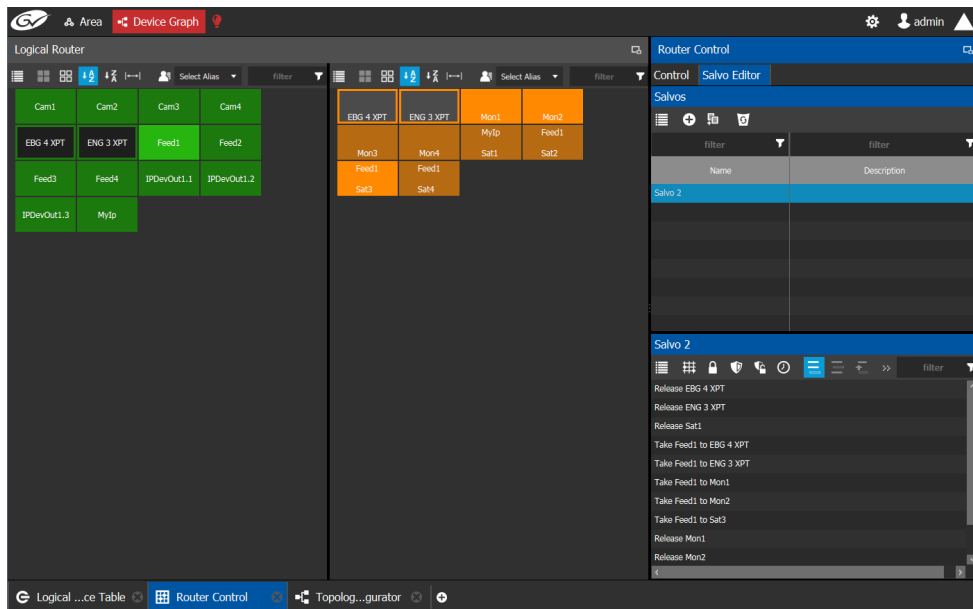 GV Area Device Graph admin
Logical Router
Select Alias filter
Cam1 Cam2 Cam3 Cam4
EBG 4 XPT ENG 3 XPT Feed1 Feed2
Feed3 Feed4 IPDevOut1.1 IPDevOut1.2
IPDevOut1.3 MyIp
Select Alias filter
EBG 4 XPT ENG 3 XPT Mon1 Mon2
MyIp Feed1
Mon3 Mon4 Sat1 Sat2
Feed1 Feed1
Sat3 Sat4
Router Control
Control Salvo Editor
Salvos
filter filter
Name Description
Salvo 2
Salvo 2
filter
Release EBG 4 XPT
Release ENG 3 XPT
Release Sat1
Take Feed1 to EBG 4 XPT
Take Feed1 to ENG 3 XPT
Take Feed1 to Mon1
Take Feed1 to Mon2
Take Feed1 to Sat3
Release Mon1
Release Mon2
Logical ...ce Table Router Control Topolog...gurator